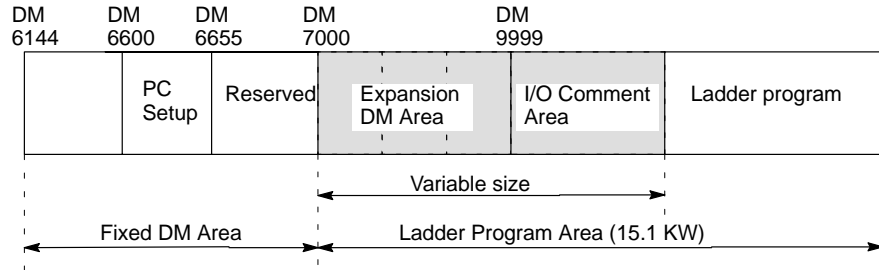 DM 6144
DM 6600
DM 6655
DM 7000
DM 9999
PC Setup
Reserved
Expansion DM Area
I/O Comment Area
Ladder program
Variable size
Fixed DM Area
Ladder Program Area (15.1 KW)